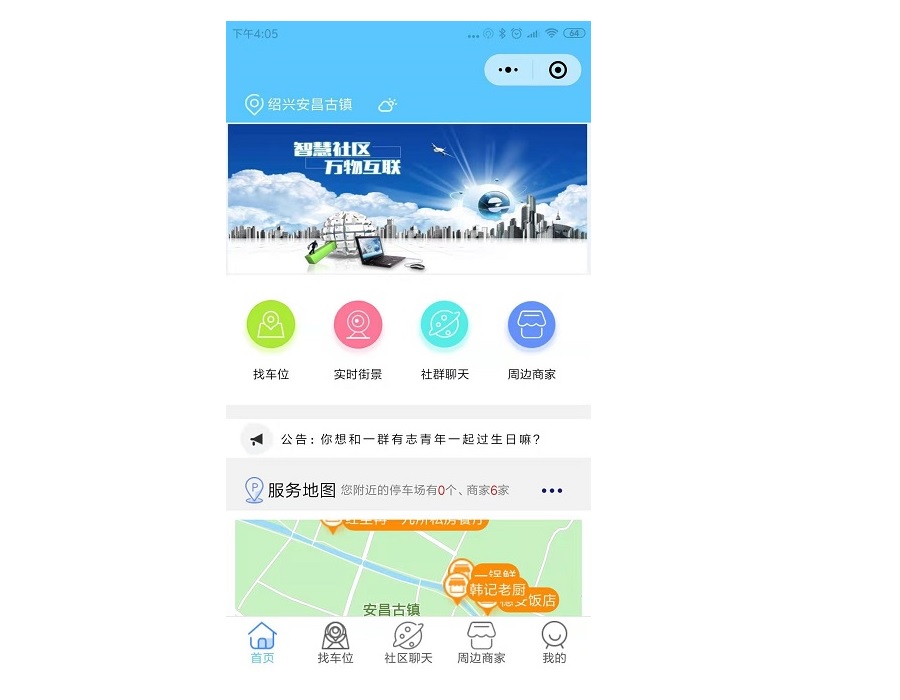 下午4:05
64
绍兴安昌古镇
智慧社区
万物互联
找车位 实时街景 社群聊天 周边商家
公告: 你想和一群有志青年一起过生日嘛?
服务地图 您附近的停车场有0个、商家6家
一锅鲜
韩记老厨
饭店
安昌古镇
首页 找车位 社区聊天 周边商家 我的